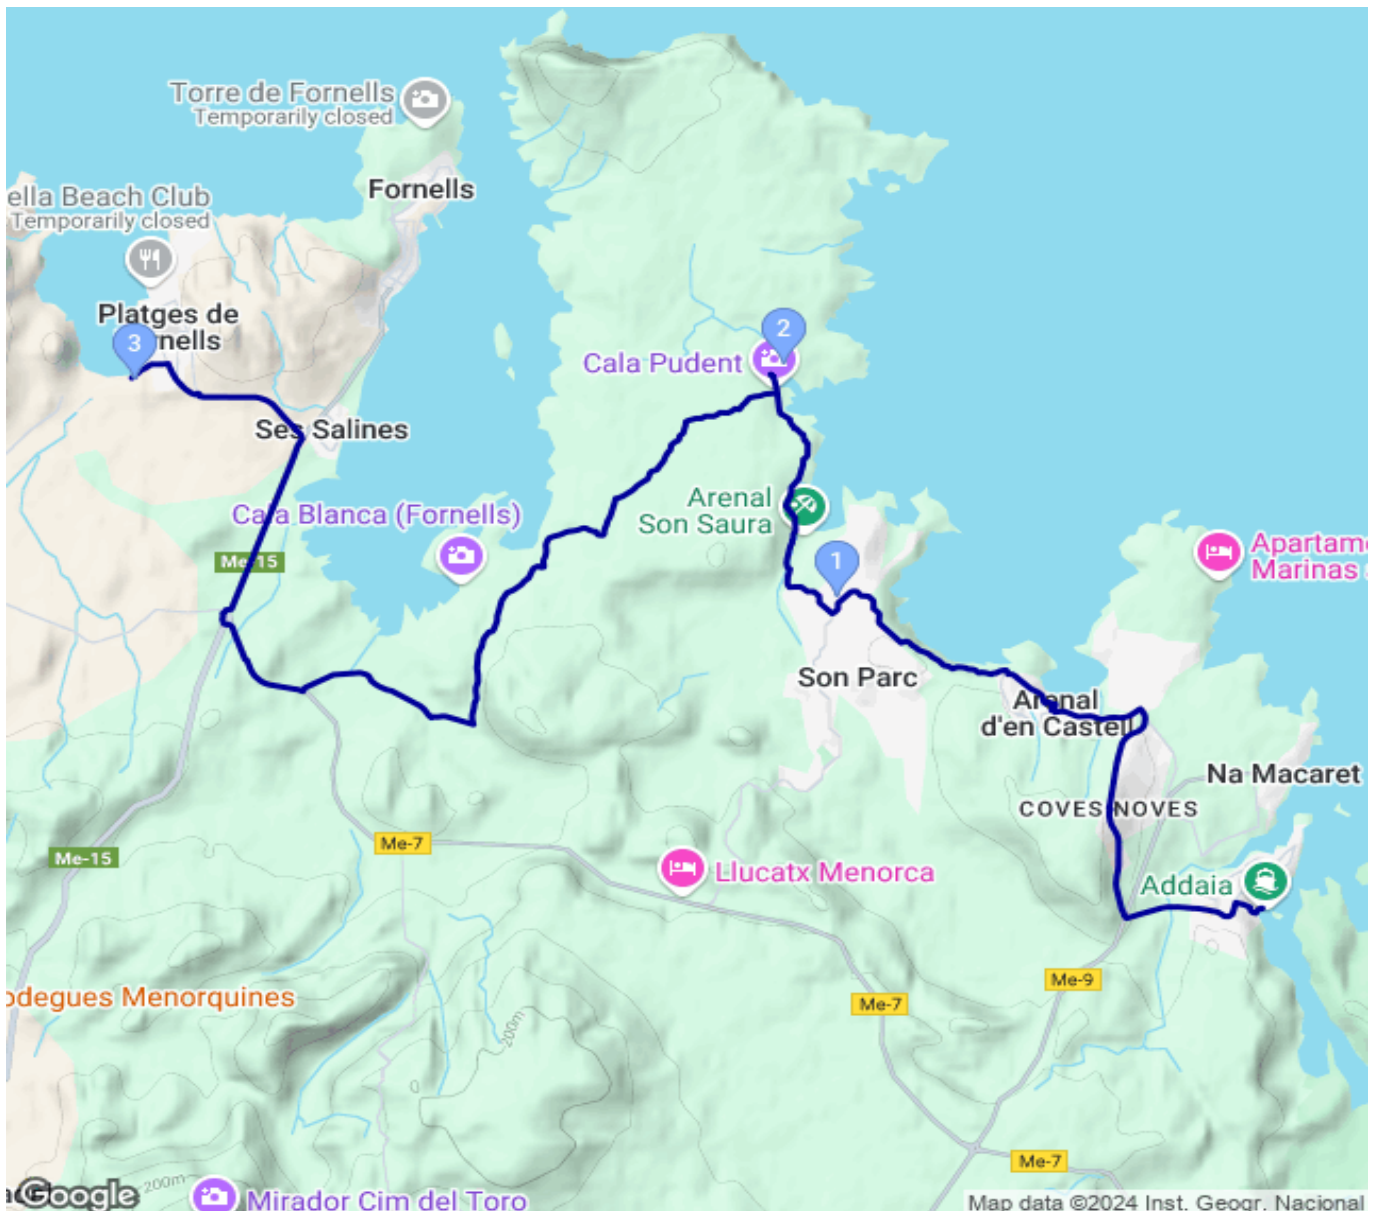 Torre de Fornells
Temporarily closed
Fornells
ella Beach Club
Temporarily closed
Platges de
rnells
3
2
Cala Pudent
Ses Salines
Arenal
Son Saura
Cala Blanca (Fornells)
Me-15
1
Apartame
Marinas
Son Parc
Arenal
d'en Castell
Na Macaret
COVES NOVES
Me-7
Me-15
Llucatx Menorca
Addaia
Me-9
odegues Menorquines
Me-7
200m
0
Me-7
200m
Google
Mirador Cim del Toro
Map data ©2024 Inst. Geogr. Nacional